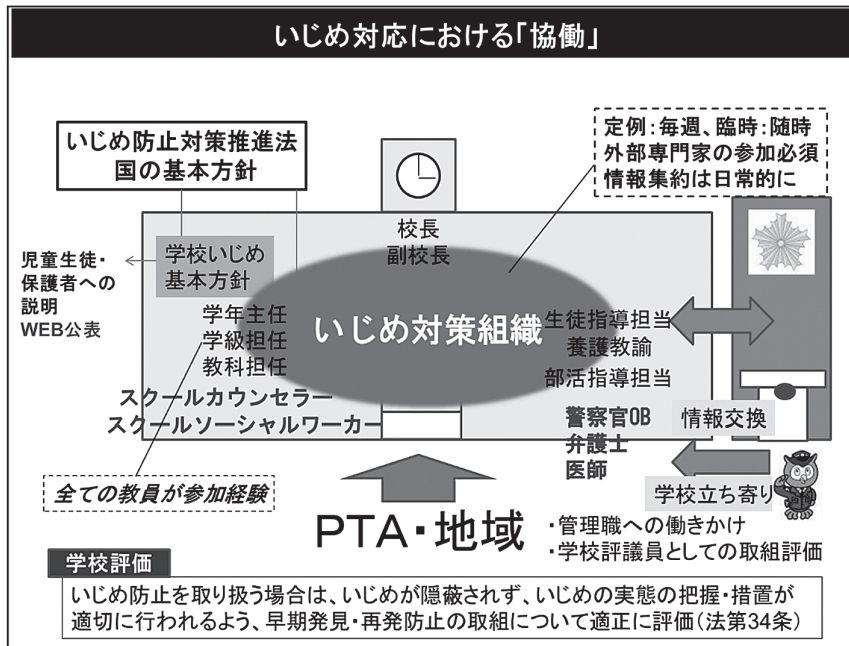 いじめ対応における「協働」
いじめ防止対策推進法
国の基本方針
定例：毎週、臨時：随時
外部専門家の参加必須
情報集約は日常的に
校長
副校長
学校いじめ
基本方針
児童生徒・
保護者への
説明
WEB公表
学年主任
学級担任
教科担任
いじめ対策組織
生徒指導担当
養護教諭
部活指導担当
スクールカウンセラー
スクールソーシャルワーカー
警察官OB
弁護士
医師
情報交換
学校立ち寄り
全ての教員が参加経験
PTA・地域
・管理職への働きかけ
・学校評議員としての取組評価
学校評価
いじめ防止を取り扱う場合は、いじめが隠蔽されず、いじめの実態の把握・措置が
適切に行われるよう、早期発見・再発防止の取組について適正に評価（法第34条）